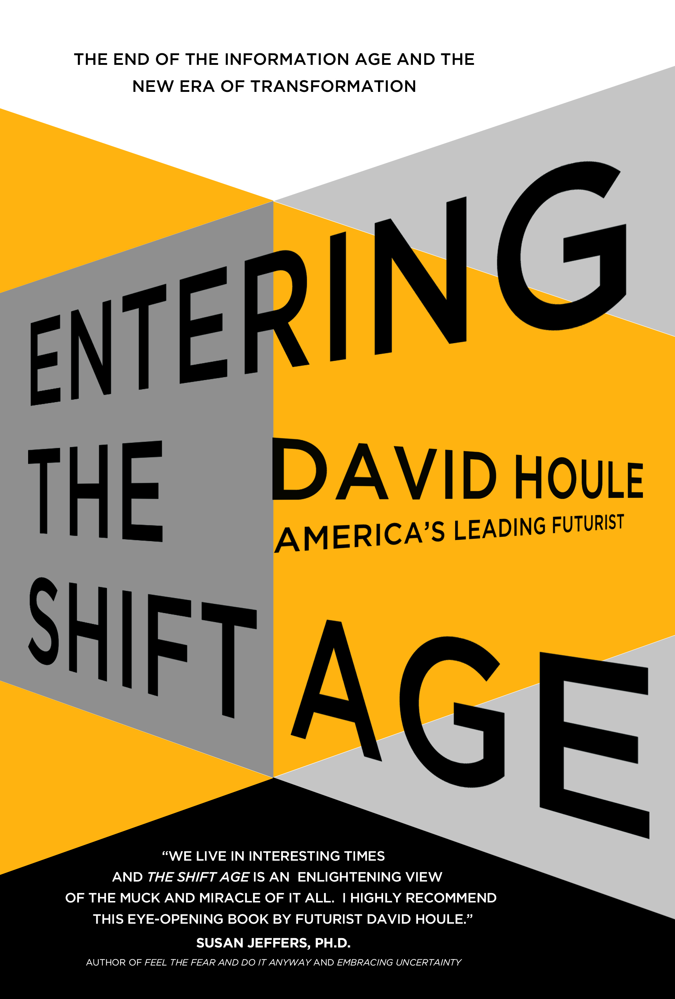 THE END OF THE INFORMATION AGE AND THE
NEW ERA OF TRANSFORMATION
ENTERING
THE
DAVID HOULE
AMERICA'S LEADING FUTURIST
SHIFT
AGE
“WE LIVE IN INTERESTING TIMES
AND THE SHIFT AGE IS AN ENLIGHTENING VIEW
OF THE MUCK AND MIRACLE OF IT ALL. I HIGHLY RECOMMEND
THIS EYE-OPENING BOOK BY FUTURIST DAVID HOULE.”
SUSAN JEFFERS, PH.D.
AUTHOR OF FEEL THE FEAR AND DO IT ANYWAY AND EMBRACING UNCERTAINTY